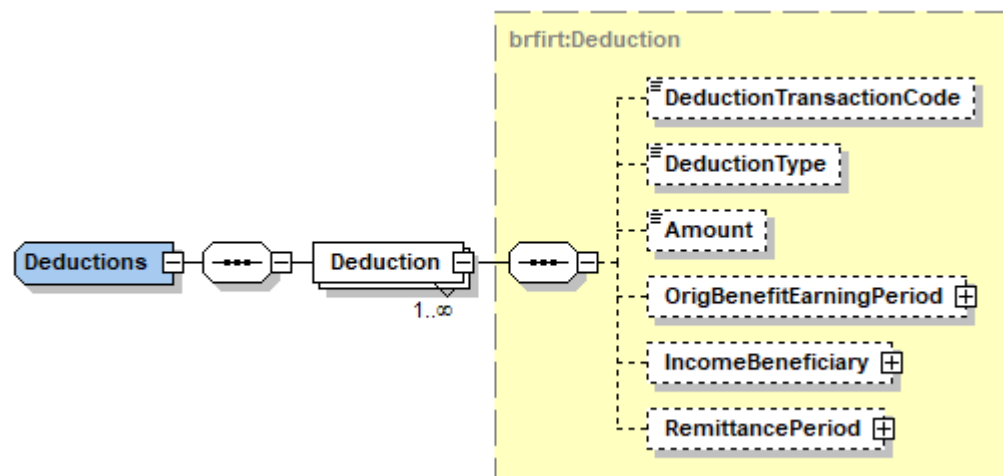 brfirt:Deduction
DeductionTransactionCode
DeductionType
Amount
Deductions
Deduction
1..∞
OrigBenefitEarningPeriod
IncomeBeneficiary
RemittancePeriod